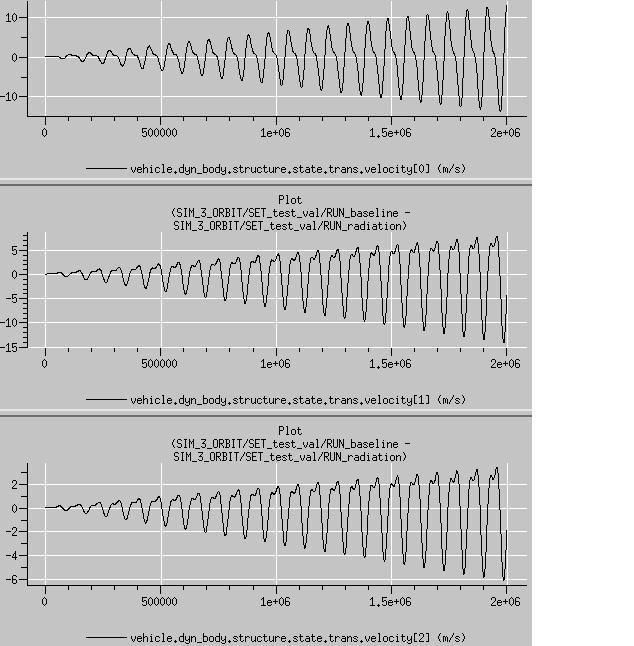 10
0
-10
0 500000 1e+06 1.5e+06 2e+06
vehicle.dyn_body.structure.state.trans.velocity[0] (m/s)
Plot
(SIM_3_ORBIT/SET_test_val/RUN_baseline -
SIM_3_ORBIT/SET_test_val/RUN_radiation)
5
0
-5
-10
-15
0 500000 1e+06 1.5e+06 2e+06
vehicle.dyn_body.structure.state.trans.velocity[1] (m/s)
Plot
(SIM_3_ORBIT/SET_test_val/RUN_baseline -
SIM_3_ORBIT/SET_test_val/RUN_radiation)
2
0
-2
-4
-6
0 500000 1e+06 1.5e+06 2e+06
vehicle.dyn_body.structure.state.trans.velocity[2] (m/s)